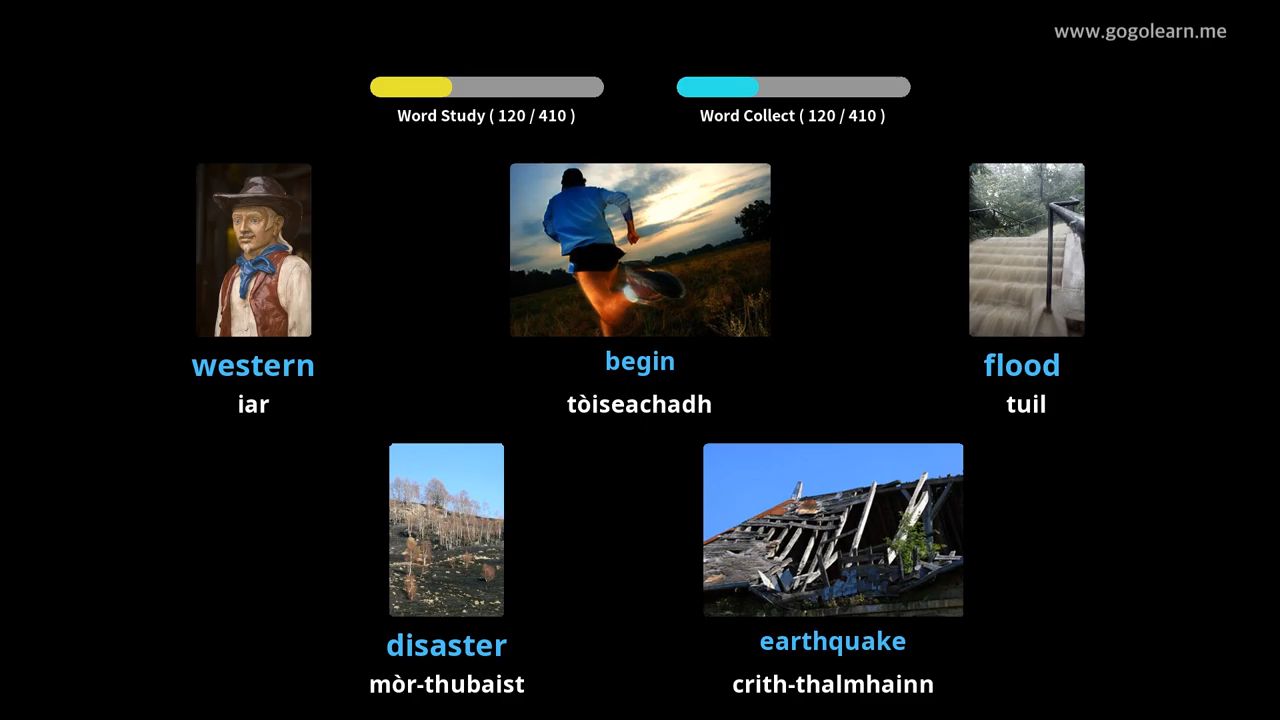 www.gogolearn.me
Word Study ( 120 / 410 )
Word Collect ( 120 / 410 )
western
begin
flood
iar
tòiseachadh
tuil
disaster
earthquake
mòr-thubaist
crith-thalmhainn